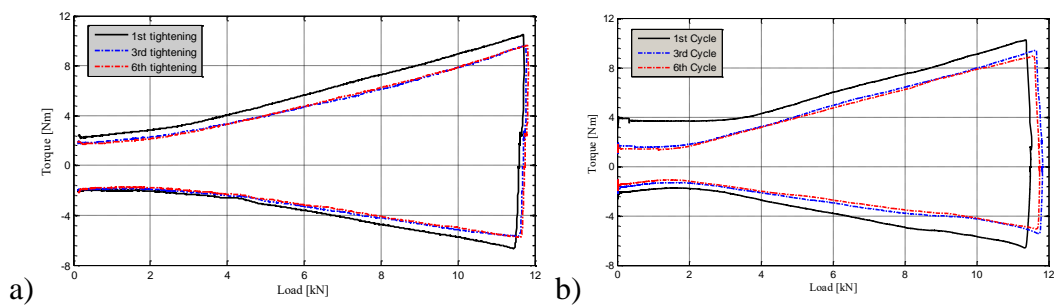 12
8
4
0
-4
-8
Torque [Nm]
1st tightening
3rd tightening
6th tightening
0 2 4 6 8 10 12
Load [kN]
a)
12
8
4
0
-4
-8
Torque [Nm]
1st Cycle
3rd Cycle
6th Cycle
0 2 4 6 8 10 12
Load [kN]
b)